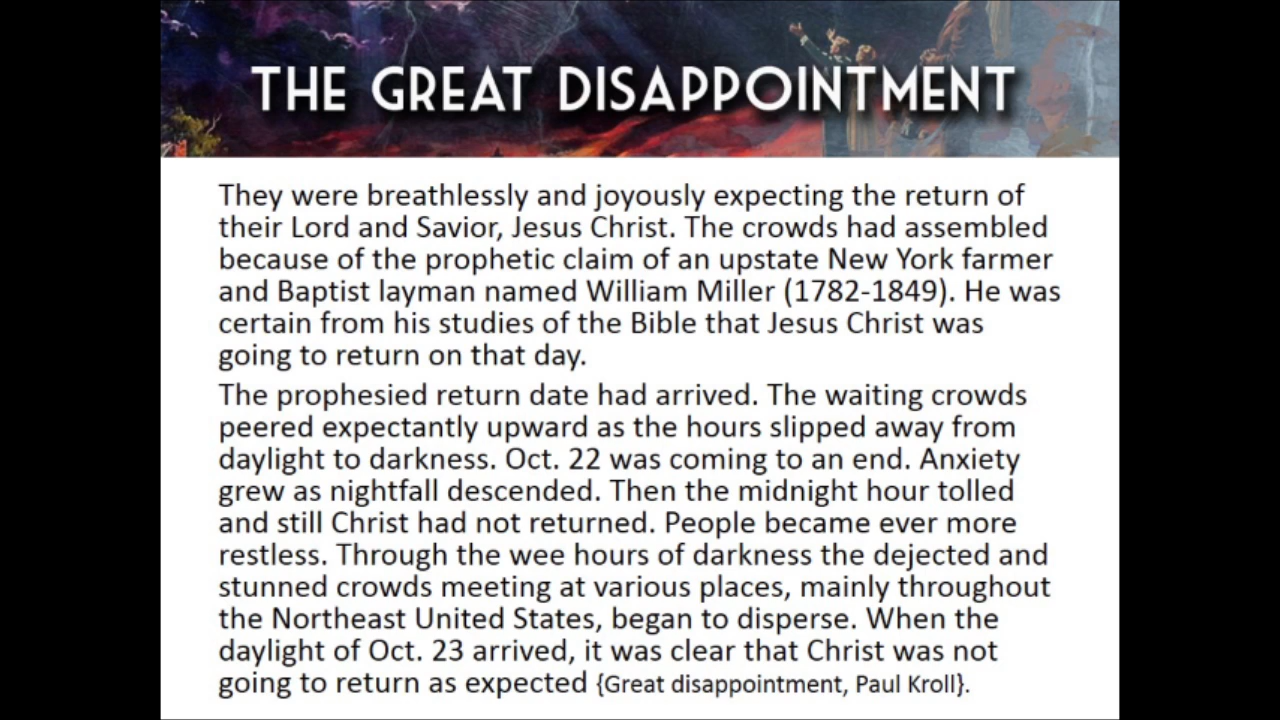 THE GREAT DISAPPOINTMENT
They were breathlessly and joyously expecting the return of
their Lord and Savior, Jesus Christ. The crowds had assembled
because of the prophetic claim of an upstate New York farmer
and Baptist layman named William Miller (1782-1849). He was
certain from his studies of the Bible that Jesus Christ was
going to return on that day.
The prophesied return date had arrived. The waiting crowds
peered expectantly upward as the hours slipped away from
daylight to darkness. Oct. 22 was coming to an end. Anxiety
grew as nightfall descended. Then the midnight hour tolled
and still Christ had not returned. People became ever more
restless. Through the wee hours of darkness the dejected and
stunned crowds meeting at various places, mainly throughout
the Northeast United States, began to disperse. When the
daylight of Oct. 23 arrived, it was clear that Christ was not
going to return as expected {Great disappointment, Paul Kroll}.